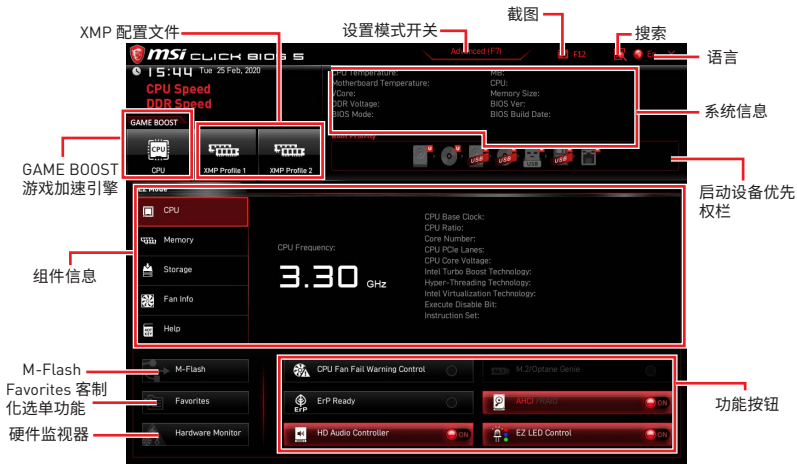 XMP 配置文件
设置模式开关
截图
搜索
语言
系统信息
启动设备优先
权栏
GAME BOOST
游戏加速引擎
组件信息
M-Flash
Favorites 客制
化选单功能
硬件监视器
功能按钮
msi CLICK BIOS 5
Advanced (F7)
F12
En
15:44 Tue 25 Feb, 2020
CPU Speed
DDR Speed
CPU Temperature:
Motherboard Temperature:
VCore:
DDR Voltage:
BIOS Mode:
MB:
CPU:
Memory Size:
BIOS Ver:
BIOS Build Date:
GAME BOOST
CPU
CPU
XMP Profile 1
XMP Profile 2
Boot Priority
U
U
USB
USB
USB
USB
U
EZ Mode
CPU
Memory
Storage
Fan Info
Help
CPU Frequency:
3.30 GHz
CPU Base Clock:
CPU Ratio:
Core Number:
CPU PCIe Lanes:
CPU Core Voltage:
Intel Turbo Boost Technology:
Hyper-Threading Technology:
Intel Virtualization Technology:
Execute Disable Bit:
Instruction Set:
M-Flash
Favorites
Hardware Monitor
CPU Fan Fail Warning Control
M.2/Optane Genie
ErP
ErP Ready
AHCI /RAID
ON
HD Audio Controller
ON
EZ LED Control
ON